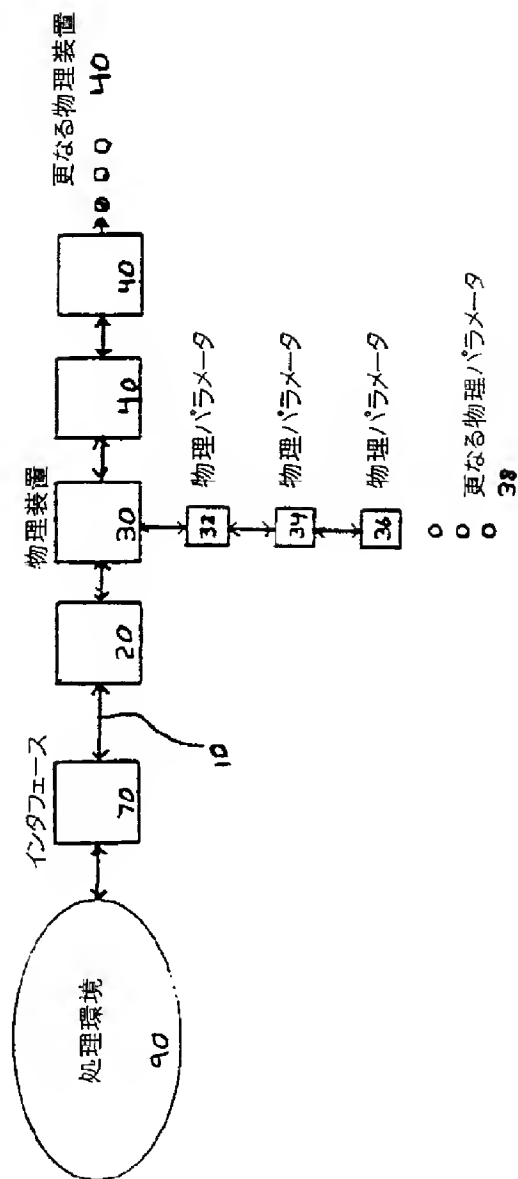 更なる物理装置 40
40
40
物理装置
30
20
10
インタフェース
70
処理環境
90
32 物理パラメータ
34 物理パラメータ
36 物理パラメータ
更なる物理パラメータ
38